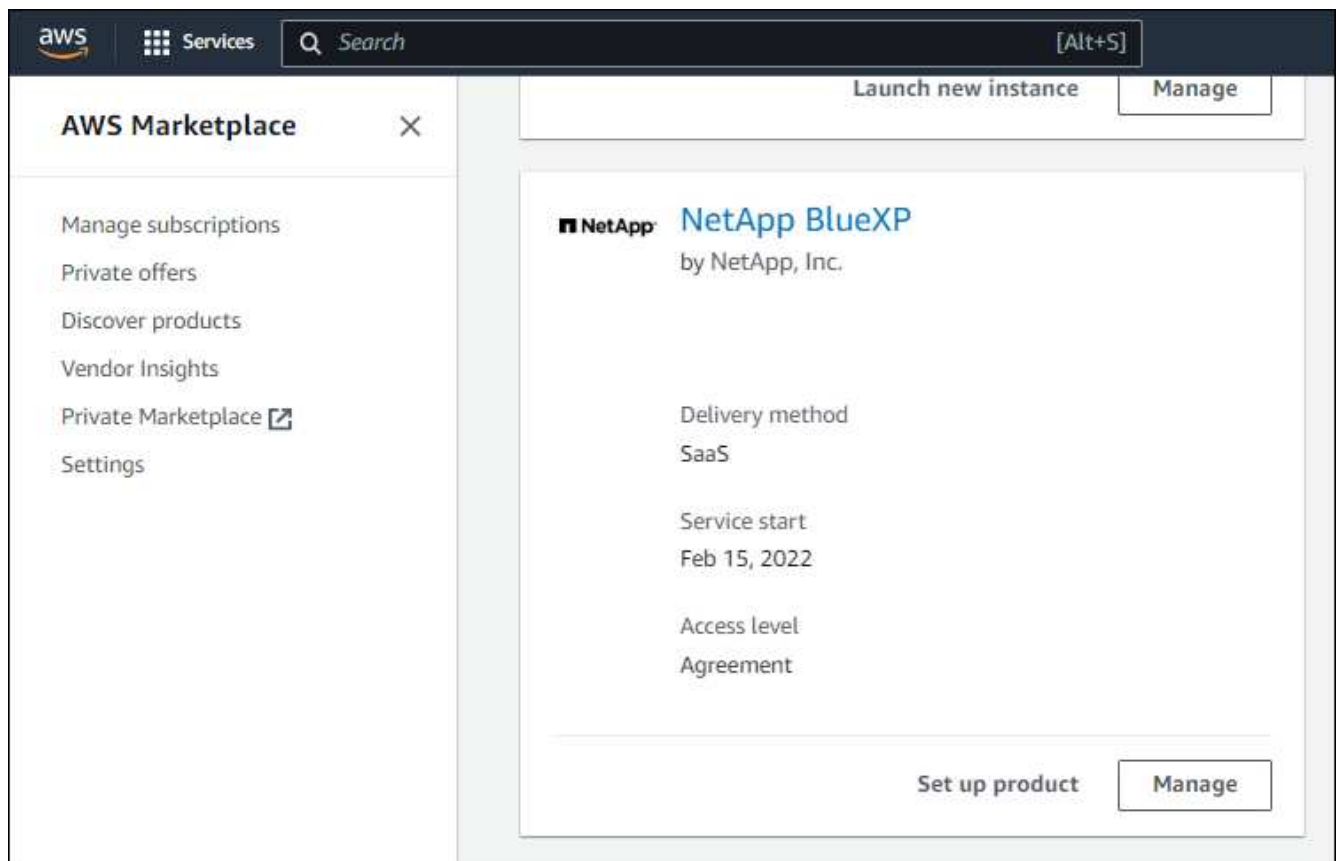 aws
Services
Search
[Alt+S]
AWS Marketplace
Manage subscriptions
Private offers
Discover products
Vendor Insights
Private Marketplace
Settings
Launch new instance
Manage
NetApp
NetApp BlueXP
by NetApp, Inc.
Delivery method
SaaS
Service start
Feb 15, 2022
Access level
Agreement
Set up product
Manage